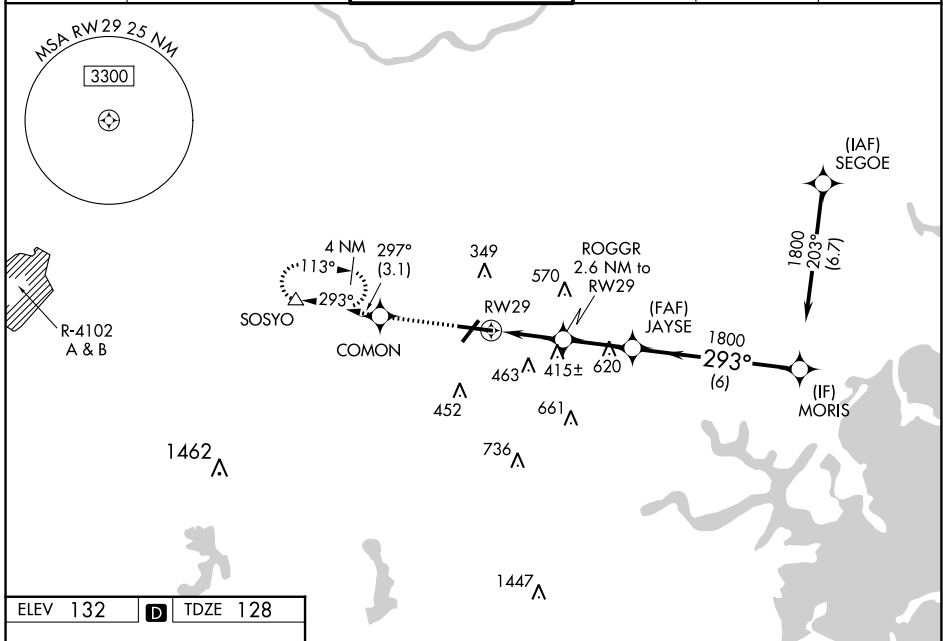 MSA RW29 25 NM
3300
(IAF)
SEGOE
1800
203°
(6.7)
4 NM
297°
(3.1)
113°
293°
SOSYO
COMON
349
570
ROGGR
2.6 NM to
RW29
RW29
(FAF)
JAYSE
1800
293°
(6)
(IF)
MORIS
R-4102
A & B
463
415±
620
452
661
736
1462
1447
ELEV 132 D TDZE 128